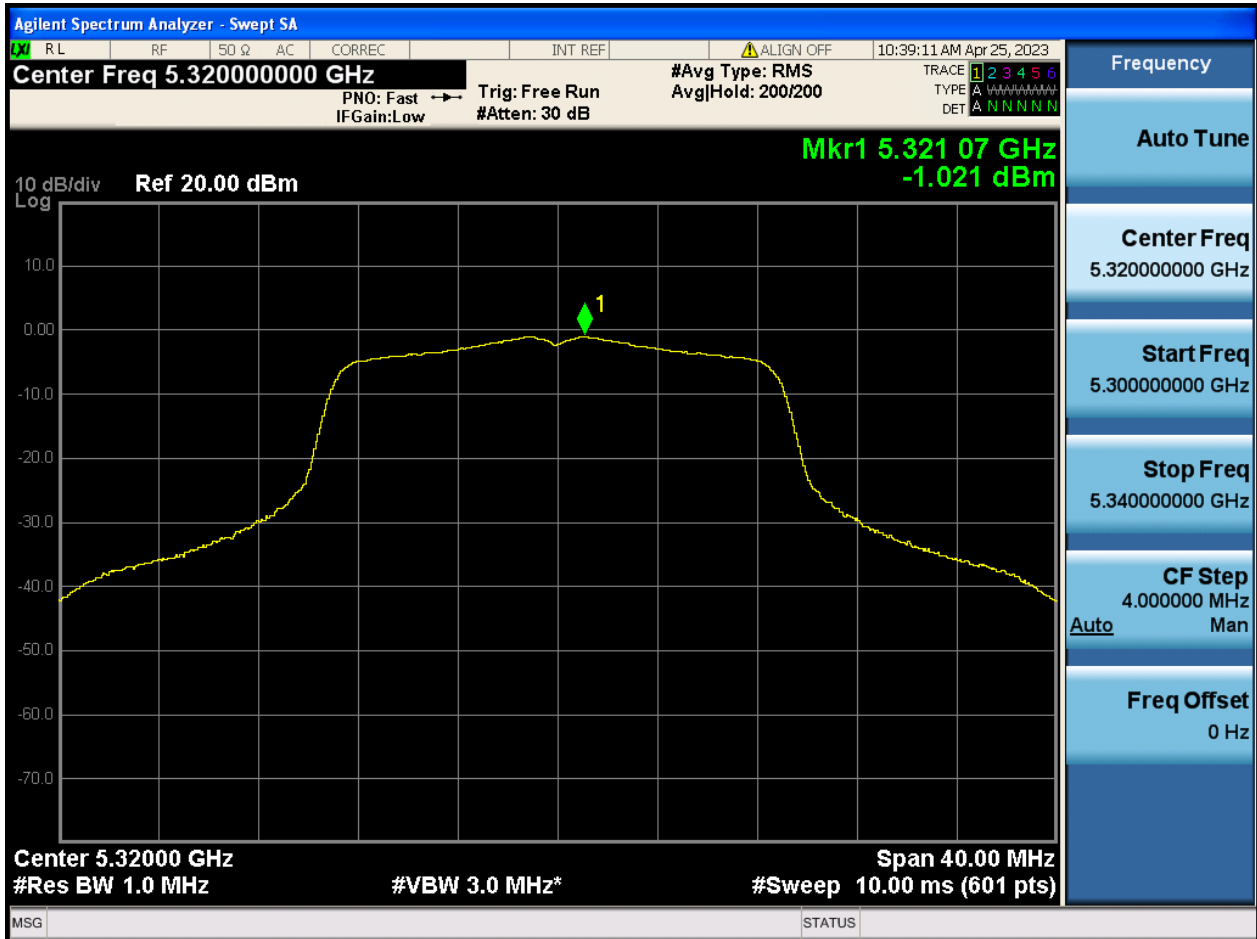 Agilent Spectrum Analyzer - Swept SA
LXI RL RF 50 Ω AC CORREC INT REF ALIGN OFF 10:39:11 AM Apr 25, 2023
Center Freq 5.320000000 GHz
PNO: Fast
IFGain:Low
Trig: Free Run
#Atten: 30 dB
#Avg Type: RMS
Avg|Hold: 200/200
TRACE 1 2 3 4 5 6
TYPE A WWWWW
DET A N N N N N
Mkr1 5.321 07 GHz
-1.021 dBm
10 dB/div Ref 20.00 dBm
Log
10.0
0.00
-10.0
-20.0
-30.0
-40.0
-50.0
-60.0
-70.0
1
Center 5.32000 GHz Span 40.00 MHz
#Res BW 1.0 MHz #VBW 3.0 MHz* #Sweep 10.00 ms (601 pts)
MSG STATUS
Frequency
Auto Tune
Center Freq
5.320000000 GHz
Start Freq
5.300000000 GHz
Stop Freq
5.340000000 GHz
CF Step
4.000000 MHz
Auto Man
Freq Offset
0 Hz